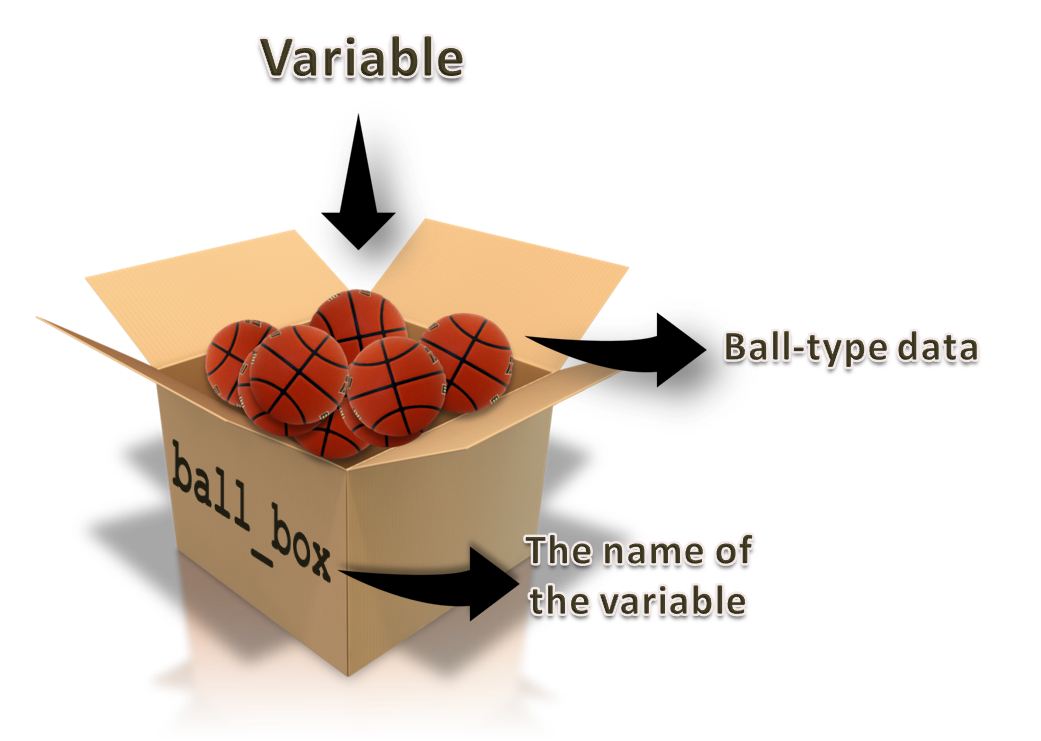 Variable
Ball-type data
ball_box
The name of
the variable